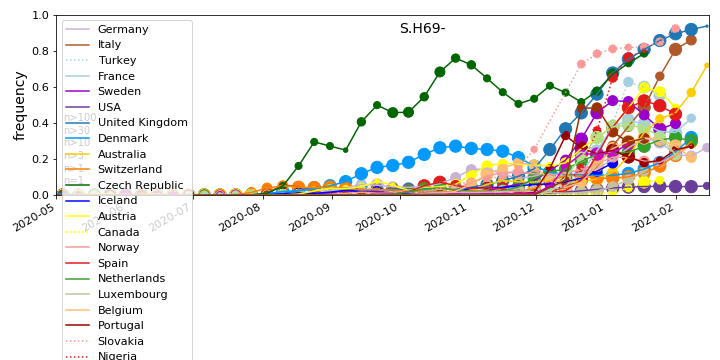 S.H69-
frequency
1.0
0.8
0.6
0.4
0.2
0.0
2020-05
2020-07
2020-08
2020-09
2020-10
2020-11
2020-12
2021-01
2021-02
n>100
n>30
n>10
n>3
n=1
Germany
Italy
Turkey
France
Sweden
USA
United Kingdom
Denmark
Australia
Switzerland
Czech Republic
Iceland
Austria
Canada
Norway
Spain
Netherlands
Luxembourg
Belgium
Portugal
Slovakia
Nigeria